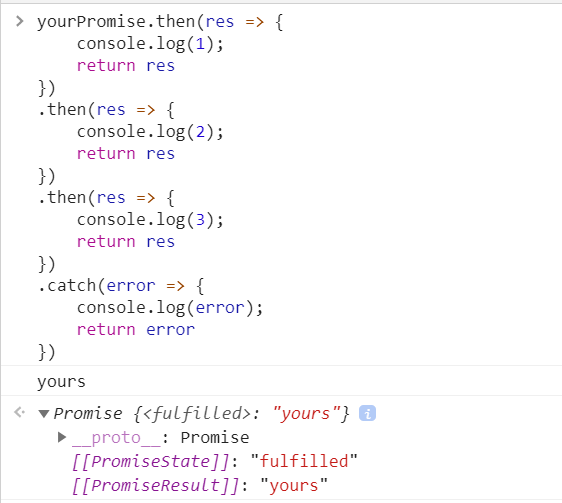 > yourPromise.then(res => {
    console.log(1);
    return res
})
.then(res => {
    console.log(2);
    return res
})
.then(res => {
    console.log(3);
    return res
})
.catch(error => {
    console.log(error);
    return error
})
yours
▼Promise {<fulfilled>: "yours"} i
▶__proto__: Promise
[[PromiseState]]: "fulfilled"
[[PromiseResult]]: "yours"